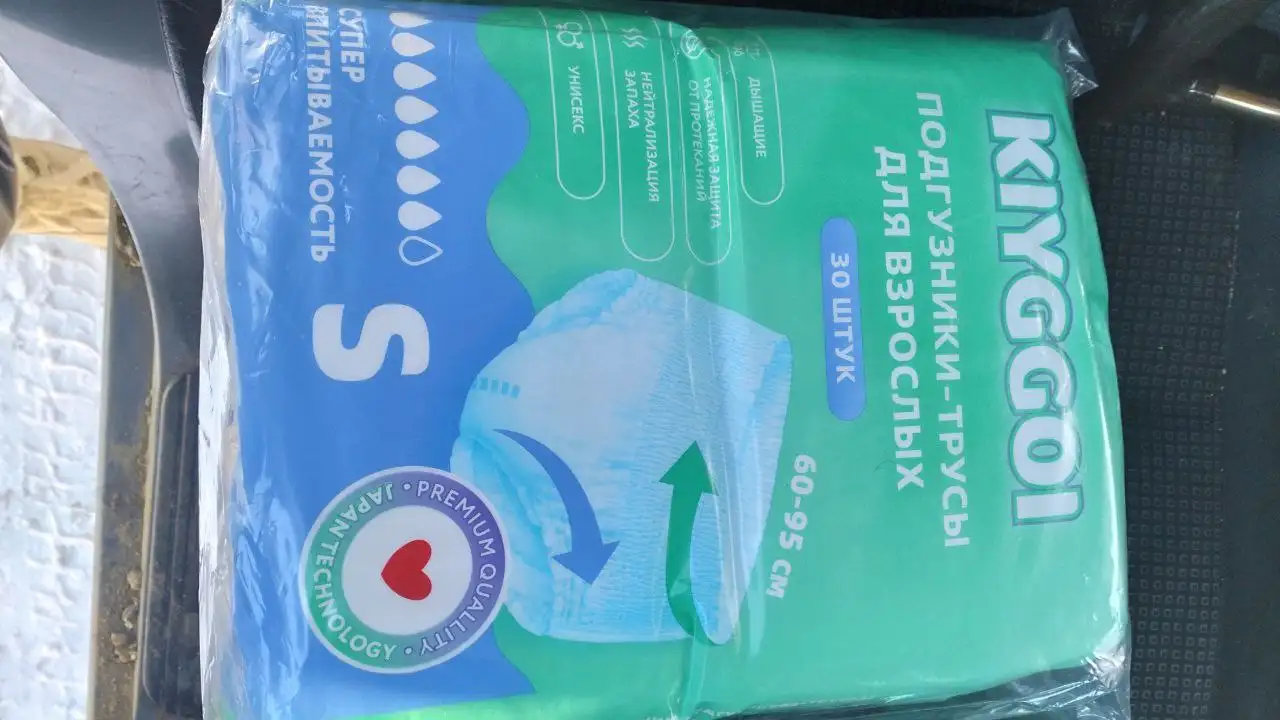 KIYGGOI
ПОДГУЗНИКИ-ТРУСЫ
ДЛЯ ВЗРОСЛЫХ
30 ШТУК
60-95 СМ
ДЫШАЩИЕ
НАДЕЖНАЯ ЗАЩИТА
ОТ ПРОТЕКАНИЙ
НЕЙТРАЛИЗАЦИЯ
ЗАПАХА
УНИСЕКС
S
СУПЕР
ВПИТЫВАЕМОСТЬ
PREMIUM QUALLITY •
JAPAN TECHNOLOGY •